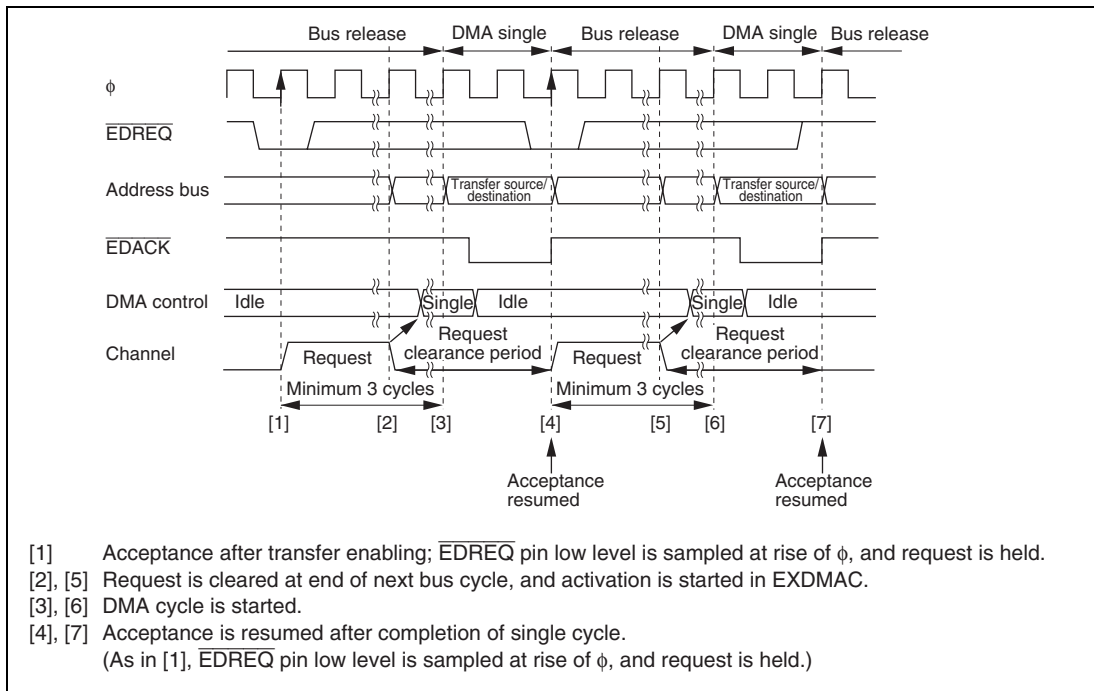 Bus release DMA single Bus release DMA single Bus release
ϕ
EDREQ
Address bus Transfer source/ destination Transfer source/ destination
EDACK
DMA control Idle Single Idle Single Idle
Channel Request Request clearance period Request Request clearance period
Minimum 3 cycles Minimum 3 cycles
[1] [2] [3] [4] [5] [6] [7]
Acceptance resumed Acceptance resumed
[1] Acceptance after transfer enabling; EDREQ pin low level is sampled at rise of ϕ, and request is held.
[2], [5] Request is cleared at end of next bus cycle, and activation is started in EXDMAC.
[3], [6] DMA cycle is started.
[4], [7] Acceptance is resumed after completion of single cycle.
(As in [1], EDREQ pin low level is sampled at rise of ϕ, and request is held.)